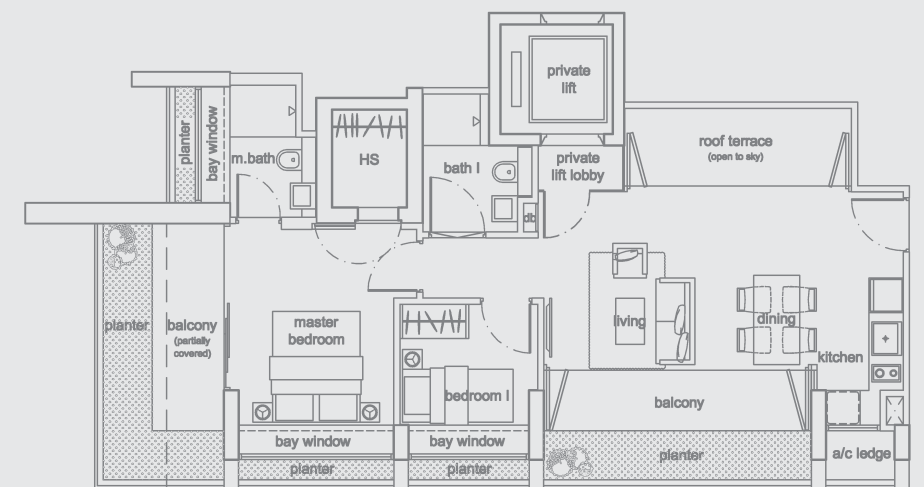 private
lift
planter
bay window
m.bath
HS
bath I
private
lift lobby
roof terrace
(open to sky)
db
planter
balcony
(partially
covered)
master
bedroom
living
dining
kitchen
bedroom I
balcony
bay window
bay window
planter
planter
planter
a/c ledge